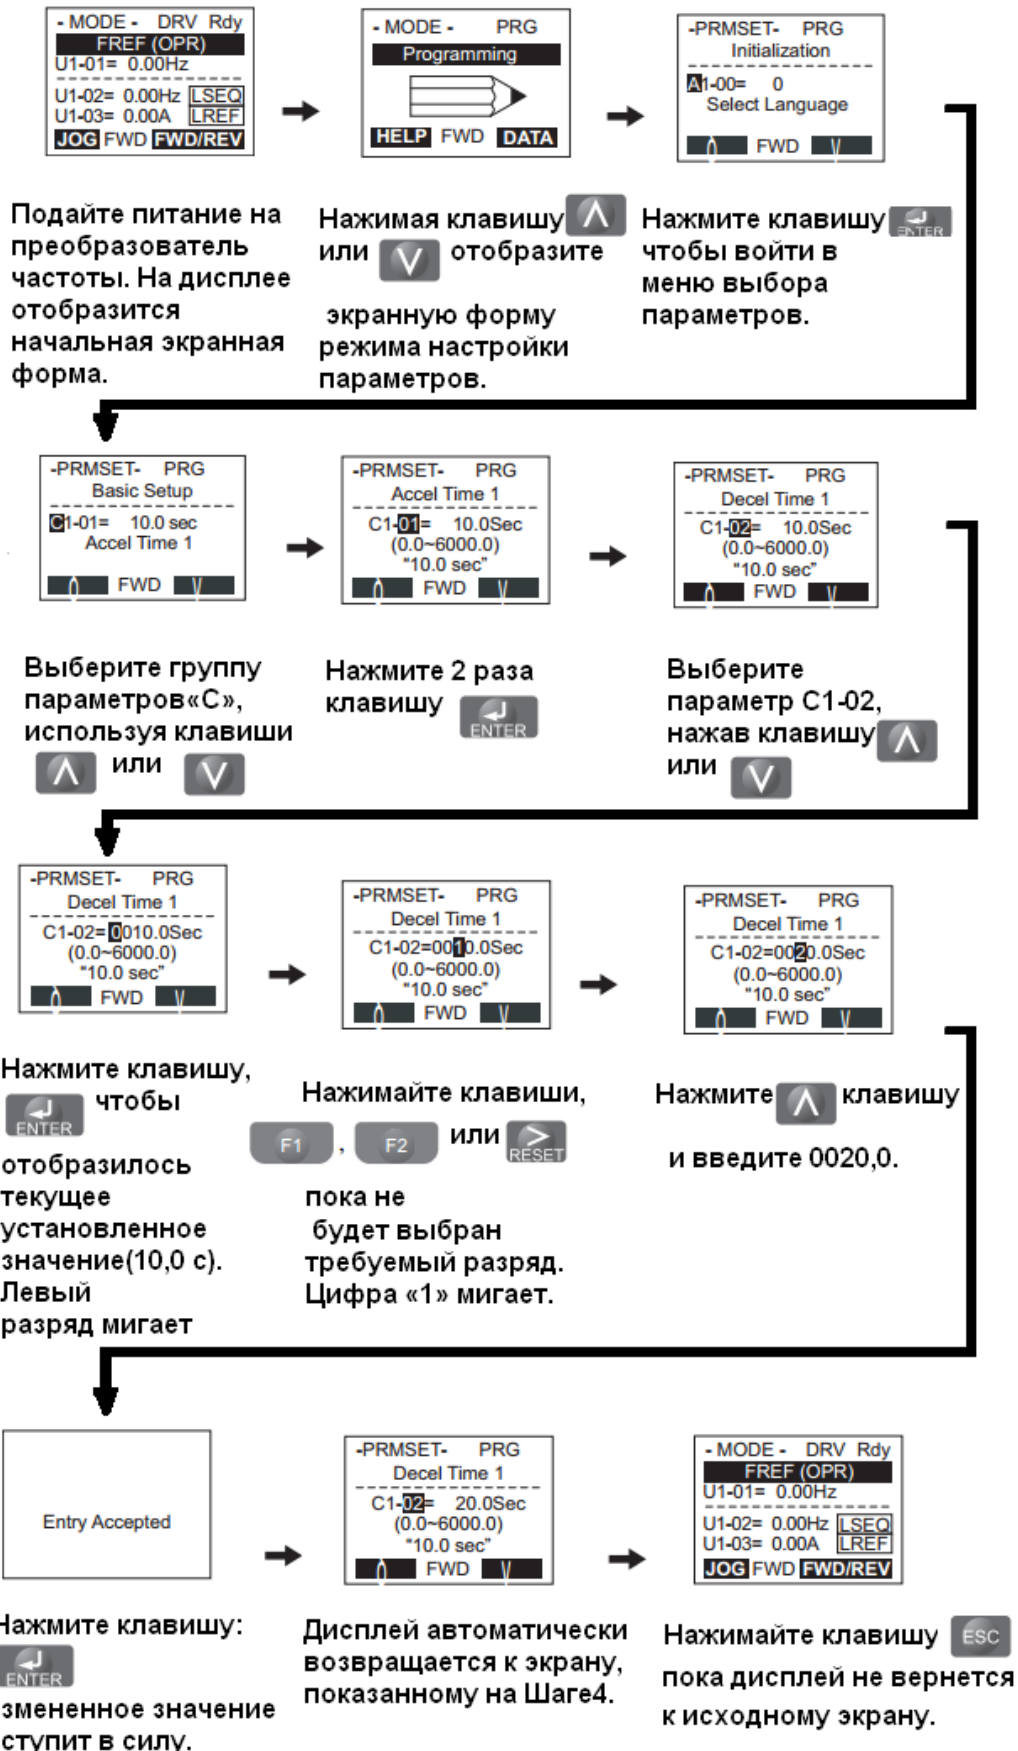 - MODE - DRV Rdy
FREF (OPR)
U1-01= 0.00Hz
U1-02= 0.00Hz LSEQ
U1-03= 0.00A LREF
JOG FWD FWD/REV
- MODE - PRG
Programming
HELP FWD DATA
-PRMSET- PRG
Initialization
A1-00= 0
Select Language
FWD
Подайте питание на
преобразователь
частоты. На дисплее
отобразится
начальная экранная
форма.
Нажимая клавишу
или отобразите
экранную форму
режима настройки
параметров.
Нажмите клавишу ENTER
чтобы войти в
меню выбора
параметров.
-PRMSET- PRG
Basic Setup
C1-01= 10.0 sec
Accel Time 1
FWD
-PRMSET- PRG
Accel Time 1
C1-01= 10.0Sec
(0.0~6000.0)
“10.0 sec”
FWD
-PRMSET- PRG
Decel Time 1
C1-02= 10.0Sec
(0.0~6000.0)
“10.0 sec”
FWD
Выберите группу
параметров«С»,
используя клавиши
или
Нажмите 2 раза
клавишу ENTER
Выберите
параметр С1-02,
нажав клавишу
или
-PRMSET- PRG
Decel Time 1
C1-02= 0010.0Sec
(0.0~6000.0)
“10.0 sec”
FWD
-PRMSET- PRG
Decel Time 1
C1-02=0010.0Sec
(0.0~6000.0)
“10.0 sec”
FWD
-PRMSET- PRG
Decel Time 1
C1-02=0020.0Sec
(0.0~6000.0)
“10.0 sec”
FWD
Нажмите клавишу,
ENTER чтобы
отобразилось
текущее
установленное
значение(10,0 с).
Левый
разряд мигает
Нажимайте клавиши,
F1 , F2 или RESET
пока не
будет выбран
требуемый разряд.
Цифра «1» мигает.
Нажмите клавишу
и введите 0020,0.
Entry Accepted
-PRMSET- PRG
Decel Time 1
C1-02= 20.0Sec
(0.0~6000.0)
“10.0 sec”
FWD
- MODE - DRV Rdy
FREF (OPR)
U1-01= 0.00Hz
U1-02= 0.00Hz LSEQ
U1-03= 0.00A LREF
JOG FWD FWD/REV
Нажмите клавишу:
ENTER
змененное значение
ступит в силу.
Дисплей автоматически
возвращается к экрану,
показанному на Шаге4.
Нажимайте клавишу ESC
пока дисплей не вернется
к исходному экрану.